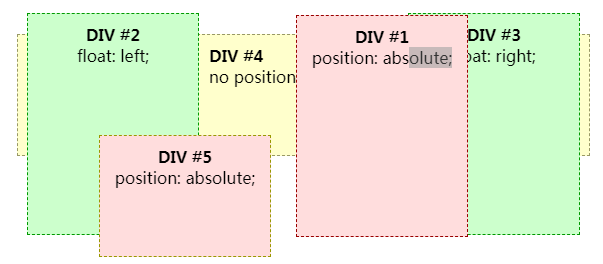 DIV #2
float: left;
DIV #4
no position
DIV #1
position: absolute;
DIV #3
oat: right;
DIV #5
position: absolute;